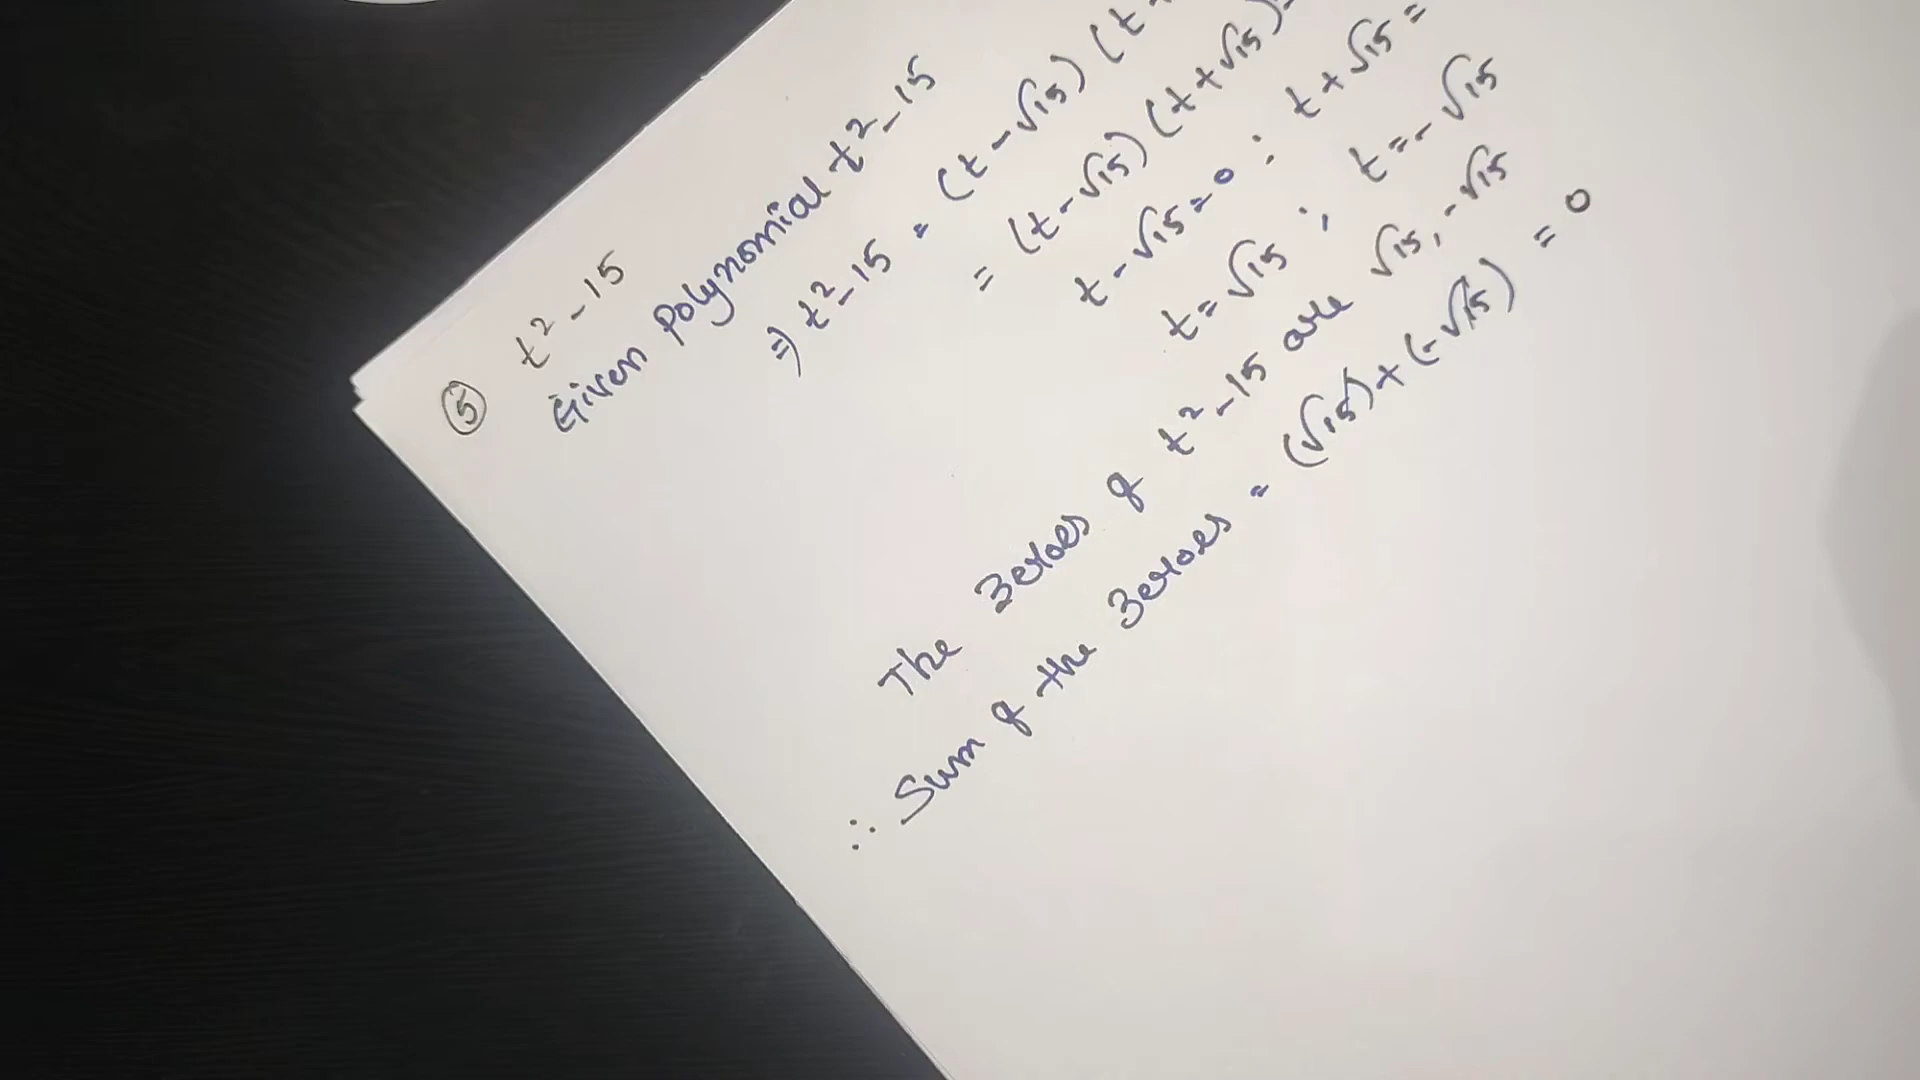 ⑤ t² - 15
Given Polynomial t² - 15
⇒ t² - 15 = (t - √15) (t
= (t - √15) (t + √15) =
t - √15 = 0 ; t + √15 =
t = √15 ; t = - √15
The zeroes of t² - 15 are √15, - √15
∴ Sum of the zeroes = (√15) + (-√15) = 0